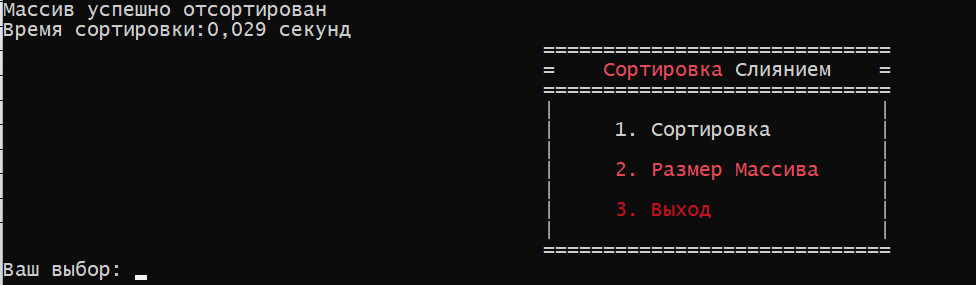 Массив успешно отсортирован
Время сортировки:0,029 секунд
=============================
=    Сортировка Слиянием    =
=============================
1. Сортировка
2. Размер Массива
3. Выход
=============================
Ваш выбор: _